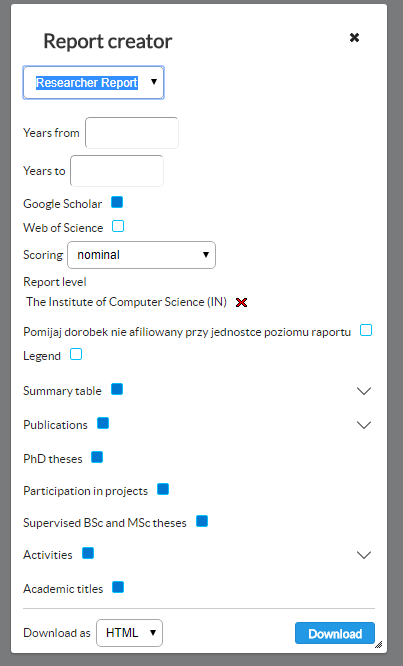 Report creator
Researcher Report
Years from
Years to
Google Scholar
Web of Science
Scoring nominal
Report level
The Institute of Computer Science (IN)
Pomijaj dorobek nie afiliowany przy jednostce poziomu raportu
Legend
Summary table
Publications
PhD theses
Participation in projects
Supervised BSc and MSc theses
Activities
Academic titles
Download as HTML Download